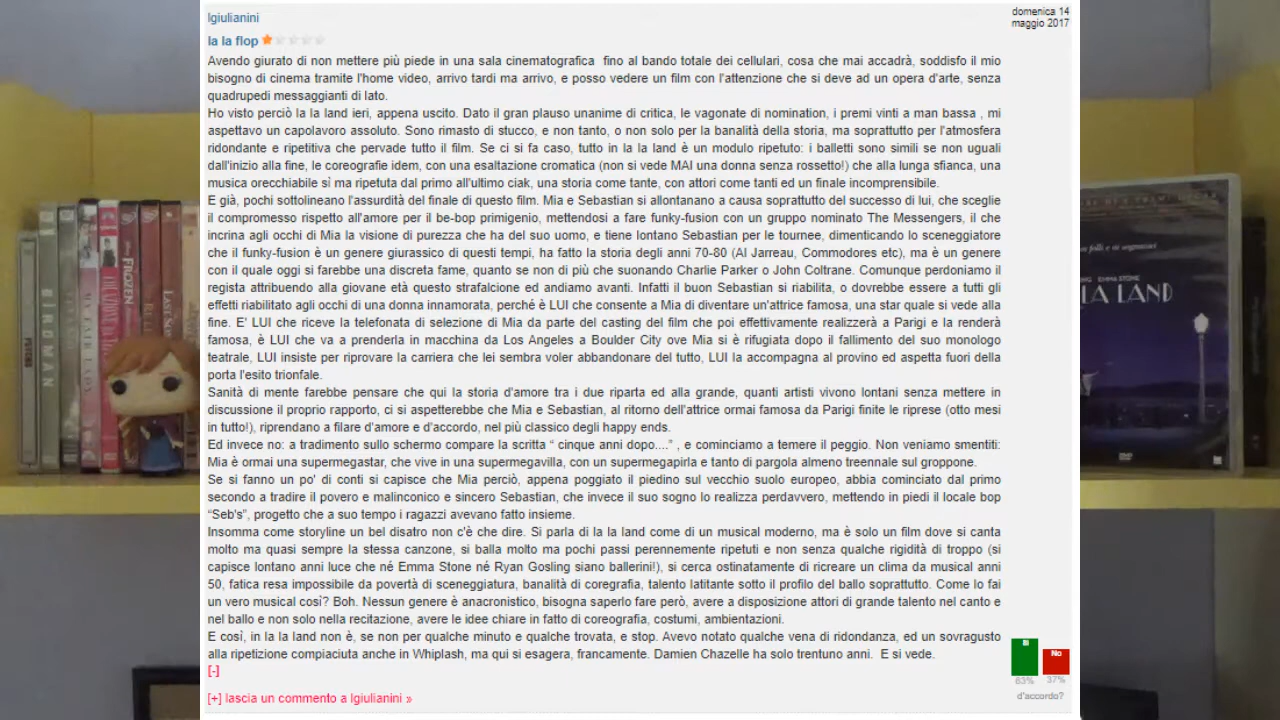 lgiulianini
domenica 14
maggio 2017
la la flop
Avendo giurato di non mettere più piede in una sala cinematografica fino al bando totale dei cellulari, cosa che mai accadrà, soddisfo il mio
bisogno di cinema tramite l'home video, arrivo tardi ma arrivo, e posso vedere un film con l'attenzione che si deve ad un opera d'arte, senza
quadrupedi messaggianti di lato.
Ho visto perciò la la land ieri, appena uscito. Dato il gran plauso unanime di critica, le vagonate di nomination, i premi vinti a man bassa , mi
aspettavo un capolavoro assoluto. Sono rimasto di stucco, e non tanto, o non solo per la banalità della storia, ma soprattutto per l'atmosfera
ridondante e ripetitiva che pervade tutto il film. Se ci si fa caso, tutto in la la land è un modulo ripetuto: i balletti sono simili se non uguali
dall'inizio alla fine, le coreografie idem, con una esaltazione cromatica (non si vede MAI una donna senza rossetto!) che alla lunga sfianca, una
musica orecchiabile sì ma ripetuta dal primo all'ultimo ciak, una storia come tante, con attori come tanti ed un finale incomprensibile.
E già, pochi sottolineano l'assurdità del finale di questo film. Mia e Sebastian si allontanano a causa soprattutto del successo di lui, che sceglie
il compromesso rispetto all'amore per il be-bop primigenio, mettendosi a fare funky-fusion con un gruppo nominato The Messengers, il che
incrina agli occhi di Mia la visione di purezza che ha del suo uomo, e tiene lontano Sebastian per le tournee, dimenticando lo sceneggiatore
che il funky-fusion è un genere giurassico di questi tempi, ha fatto la storia degli anni 70-80 (Al Jarreau, Commodores etc), ma è un genere
con il quale oggi si farebbe una discreta fame, quanto se non di più che suonando Charlie Parker o John Coltrane. Comunque perdoniamo il
regista attribuendo alla giovane età questo strafalcione ed andiamo avanti. Infatti il buon Sebastian si riabilita, o dovrebbe essere a tutti gli
effetti riabilitato agli occhi di una donna innamorata, perché è LUI che consente a Mia di diventare un'attrice famosa, una star quale si vede alla
fine. E' LUI che riceve la telefonata di selezione di Mia da parte del casting del film che poi effettivamente realizzerà a Parigi e la renderà
famosa, è LUI che va a prenderla in macchina da Los Angeles a Boulder City ove Mia si è rifugiata dopo il fallimento del suo monologo
teatrale, LUI insiste per riprovare la carriera che lei sembra voler abbandonare del tutto, LUI la accompagna al provino ed aspetta fuori della
porta l'esito trionfale.
Sanità di mente farebbe pensare che qui la storia d'amore tra i due riparta ed alla grande, quanti artisti vivono lontani senza mettere in
discussione il proprio rapporto, ci si aspetterebbe che Mia e Sebastian, al ritorno dell'attrice ormai famosa da Parigi finite le riprese (otto mesi
in tutto!), riprendano a filare d'amore e d'accordo, nel più classico degli happy ends.
Ed invece no: a tradimento sullo schermo compare la scritta “ cinque anni dopo....” , e cominciamo a temere il peggio. Non veniamo smentiti:
Mia è ormai una supermegastar, che vive in una supermegavilla, con un supermegapirla e tanto di pargola almeno treennale sul groppone.
Se si fanno un po' di conti si capisce che Mia perciò, appena poggiato il piedino sul vecchio suolo europeo, abbia cominciato dal primo
secondo a tradire il povero e malinconico e sincero Sebastian, che invece il suo sogno lo realizza perdavvero, mettendo in piedi il locale bop
“Seb's”, progetto che a suo tempo i ragazzi avevano fatto insieme.
Insomma come storyline un bel disatro non c'è che dire. Si parla di la la land come di un musical moderno, ma è solo un film dove si canta
molto ma quasi sempre la stessa canzone, si balla molto ma pochi passi perennemente ripetuti e non senza qualche rigidità di troppo (si
capisce lontano anni luce che né Emma Stone né Ryan Gosling siano ballerini!), si cerca ostinatamente di ricreare un clima da musical anni
50, fatica resa impossibile da povertà di sceneggiatura, banalità di coregrafia, talento latitante sotto il profilo del ballo soprattutto. Come lo fai
un vero musical così? Boh. Nessun genere è anacronistico, bisogna saperlo fare però, avere a disposizione attori di grande talento nel canto e
nel ballo e non solo nella recitazione, avere le idee chiare in fatto di coreografia, costumi, ambientazioni.
E così, in la la land non è, se non per qualche minuto e qualche trovata, e stop. Avevo notato qualche vena di ridondanza, ed un sovragusto
alla ripetizione compaciuta anche in Whiplash, ma qui si esagera, francamente. Damien Chazelle ha solo trentuno anni. E si vede.
[-]
[+] lascia un commento a lgiulianini »
Sì
No
63%
37%
d'accordo?
BIRDMAN
FROZEN
EMMA STONE
LA LAND